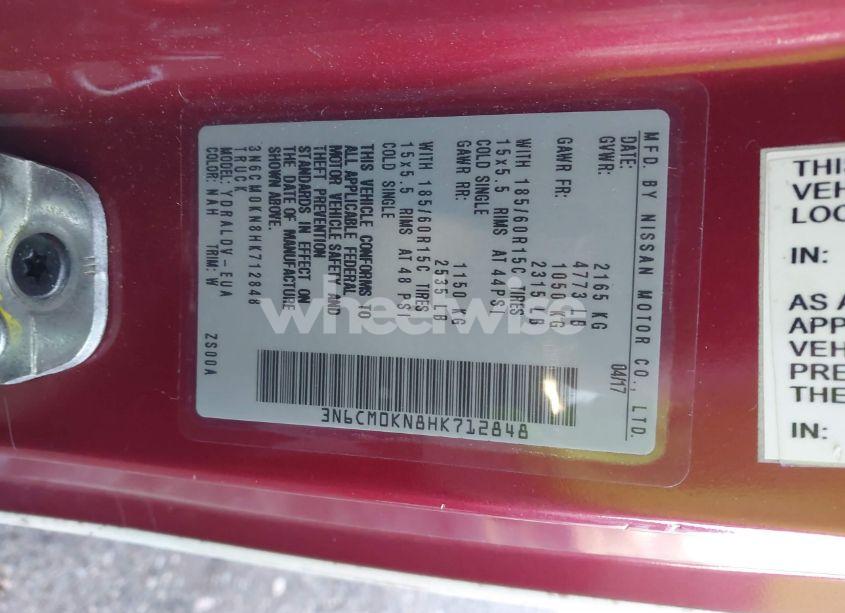 MFD. BY NISSAN MOTOR CO., LTD.
DATE: 04/17
GVWR: 2165 KG
4773 LB
GAWR FR: 1050 KG
2315 LB
WITH 185/60R15C TIRES
15x5.5 RIMS AT 44PSI
COLD SINGLE
GAWR RR: 1150 KG
2535 LB
WITH 185/60R15C TIRES
15x5.5 RIMS AT 48 PSI
COLD SINGLE
THIS VEHICLE CONFORMS TO
ALL APPLICABLE FEDERAL
MOTOR VEHICLE SAFETY AND
THEFT PREVENTION
STANDARDS IN EFFECT ON
THE DATE OF MANUFACTURE
SHOWN ABOVE.
3N6CM0KN8HK712848
TRUCK
MODEL: YDRALDV-EUA
COLOR: NAH TRIM: W ZS00A
3N6CM0KN8HK712848
wheelwise
THIS
VEH
LOC
IN:
AS A
APP
VEH
PRE
THE
IN: